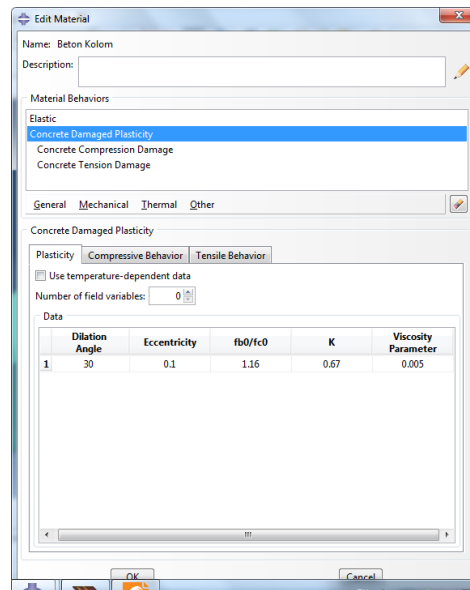 Edit Material
Name: Beton Kolom
Description:
Material Behaviors
Elastic
Concrete Damaged Plasticity
Concrete Compression Damage
Concrete Tension Damage
General Mechanical Thermal Other
Concrete Damaged Plasticity
Plasticity Compressive Behavior Tensile Behavior
Use temperature-dependent data
Number of field variables: 0
Data
Dilation Angle Eccentricity fb0/fc0 K Viscosity Parameter
1 30 0.1 1.16 0.67 0.005
OK Cancel